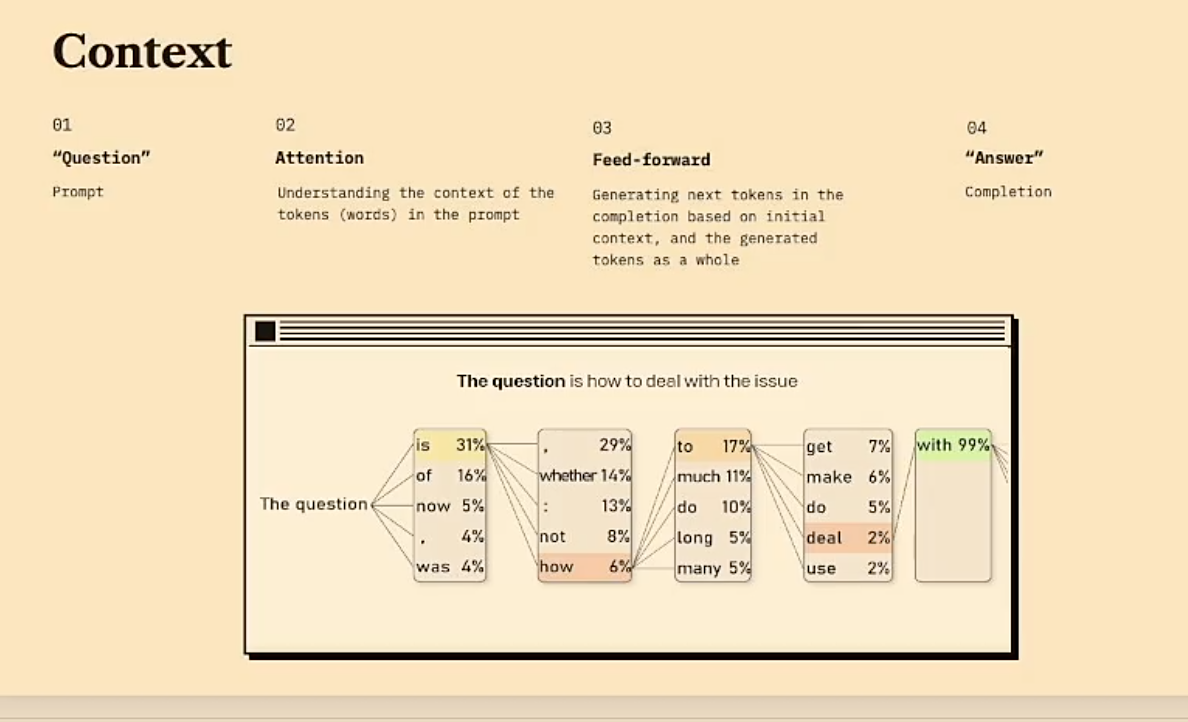 Context
01
“Question”
Prompt
02
Attention
Understanding the context of the
tokens (words) in the prompt
03
Feed-forward
Generating next tokens in the
completion based on initial
context, and the generated
tokens as a whole
04
“Answer”
Completion
The question is how to deal with the issue
The question
is 31%
of 16%
now 5%
, 4%
was 4%
, 29%
whether 14%
: 13%
not 8%
how 6%
to 17%
much 11%
do 10%
long 5%
many 5%
get 7%
make 6%
do 5%
deal 2%
use 2%
with 99%